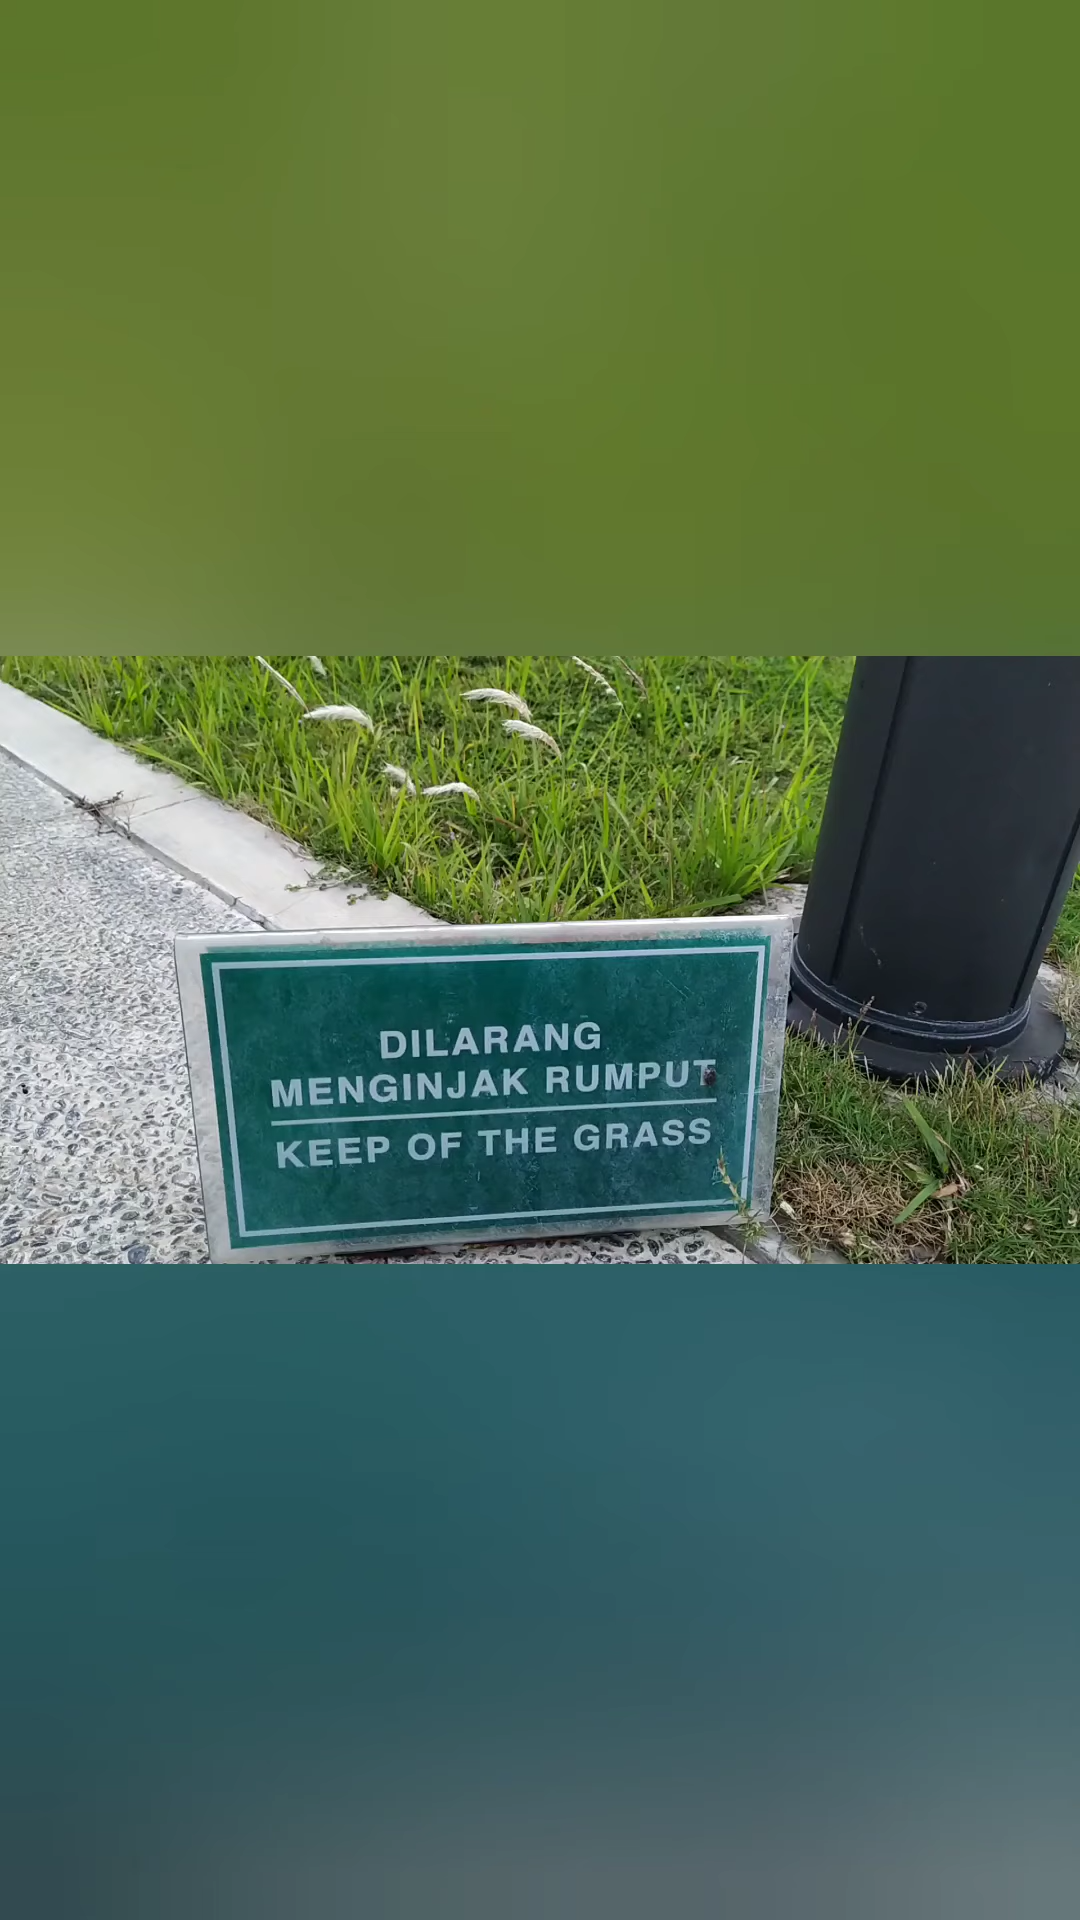 DILARANG
MENGINJAK RUMPUT
KEEP OF THE GRASS